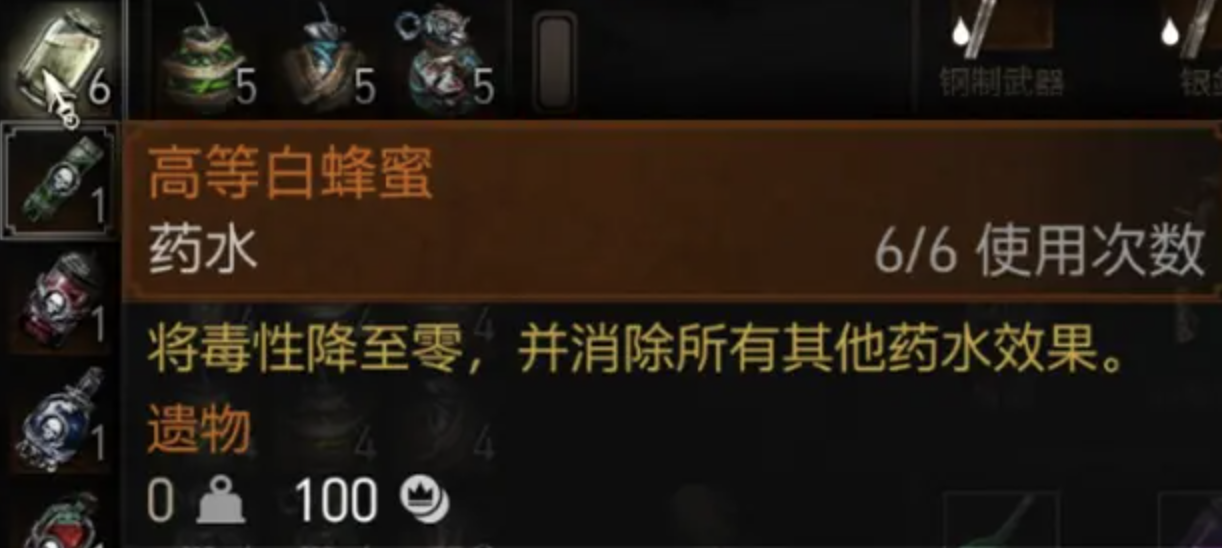 6 5 5 5
钢制武器
1
高等白蜂蜜
药水 6/6 使用次数
1
将毒性降至零，并消除所有其他药水效果。
1
遗物
0 100